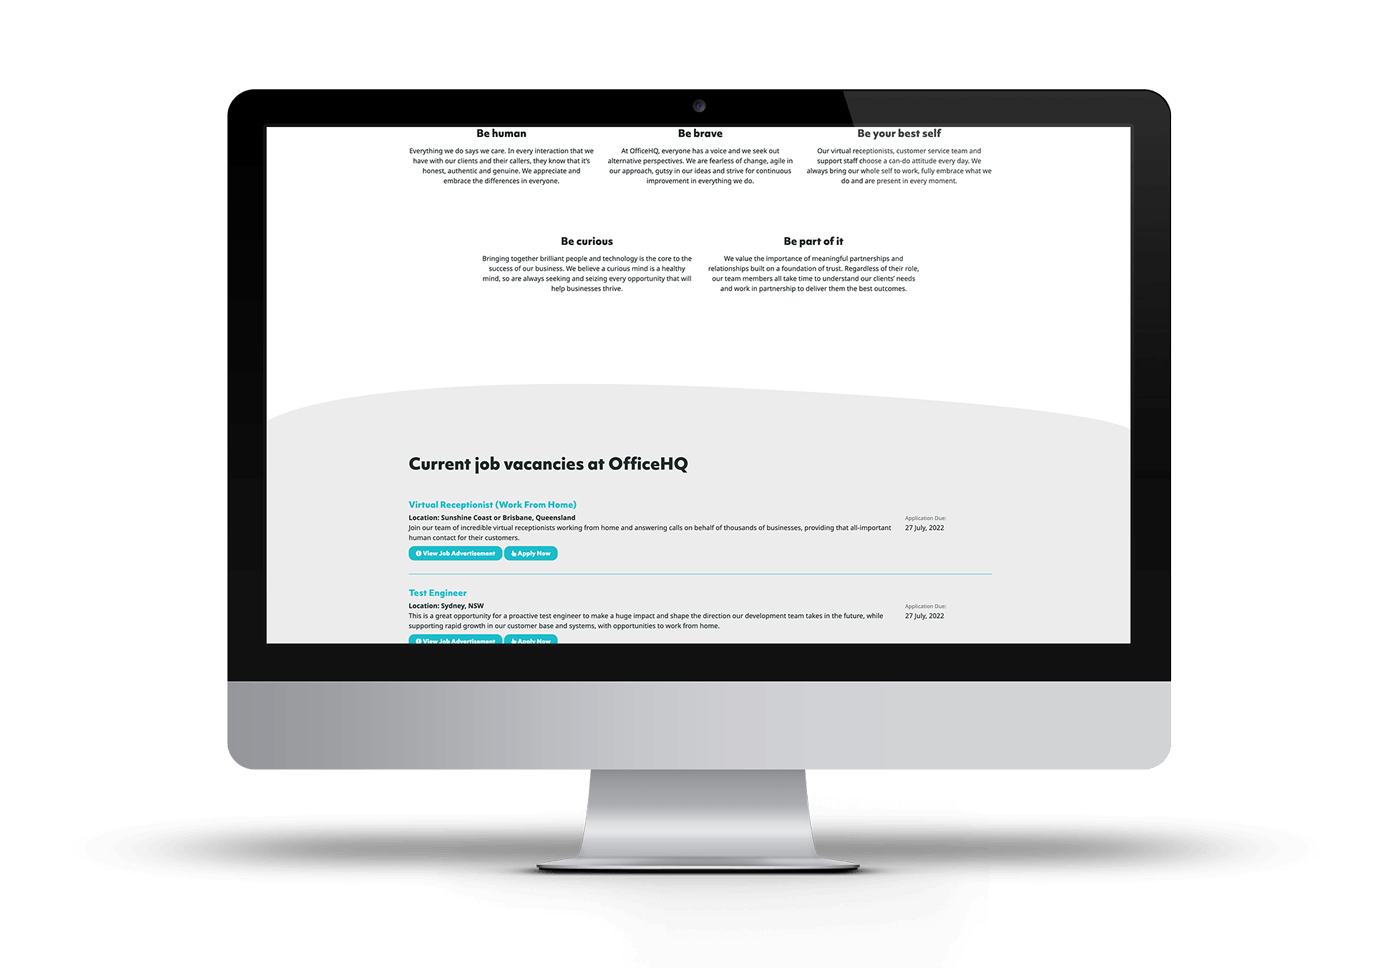 Be human
Everything we do says we care. In every interaction that we
have with our clients and their callers, they know that it's
honest, authentic and genuine. We appreciate and
embrace the differences in everyone.
Be brave
At OfficeHQ, everyone has a voice and we seek out
alternative perspectives. We are fearless of change, agile in
our approach, gutsy in our ideas and strive for continuous
improvement in everything we do.
Be your best self
Our virtual receptionists, customer service team and
support staff choose a can-do attitude every day. We
always bring our whole self to work, fully embrace what we
do and are present in every moment.
Be curious
Bringing together brilliant people and technology is the core to the
success of our business. We believe a curious mind is a healthy
mind, so are always seeking and seizing every opportunity that will
help businesses thrive.
Be part of it
We value the importance of meaningful partnerships and
relationships built on a foundation of trust. Regardless of their role,
our team members all take time to understand our clients' needs
and work in partnership to deliver them the best outcomes.
Current job vacancies at OfficeHQ
Virtual Receptionist (Work From Home)
Location: Sunshine Coast or Brisbane, Queensland
Join our team of incredible virtual receptionists working from home and answering calls on behalf of thousands of businesses, providing that all-important
human contact for their customers.
Application Due:
27 July, 2022
View Job Advertisement
Apply Now
Test Engineer
Location: Sydney, NSW
This is a great opportunity for a proactive test engineer to make a huge impact and shape the direction our development team takes in the future, while
supporting rapid growth in our customer base and systems, with opportunities to work from home.
Application Due:
27 July, 2022
View Job Advertisement
Apply Now